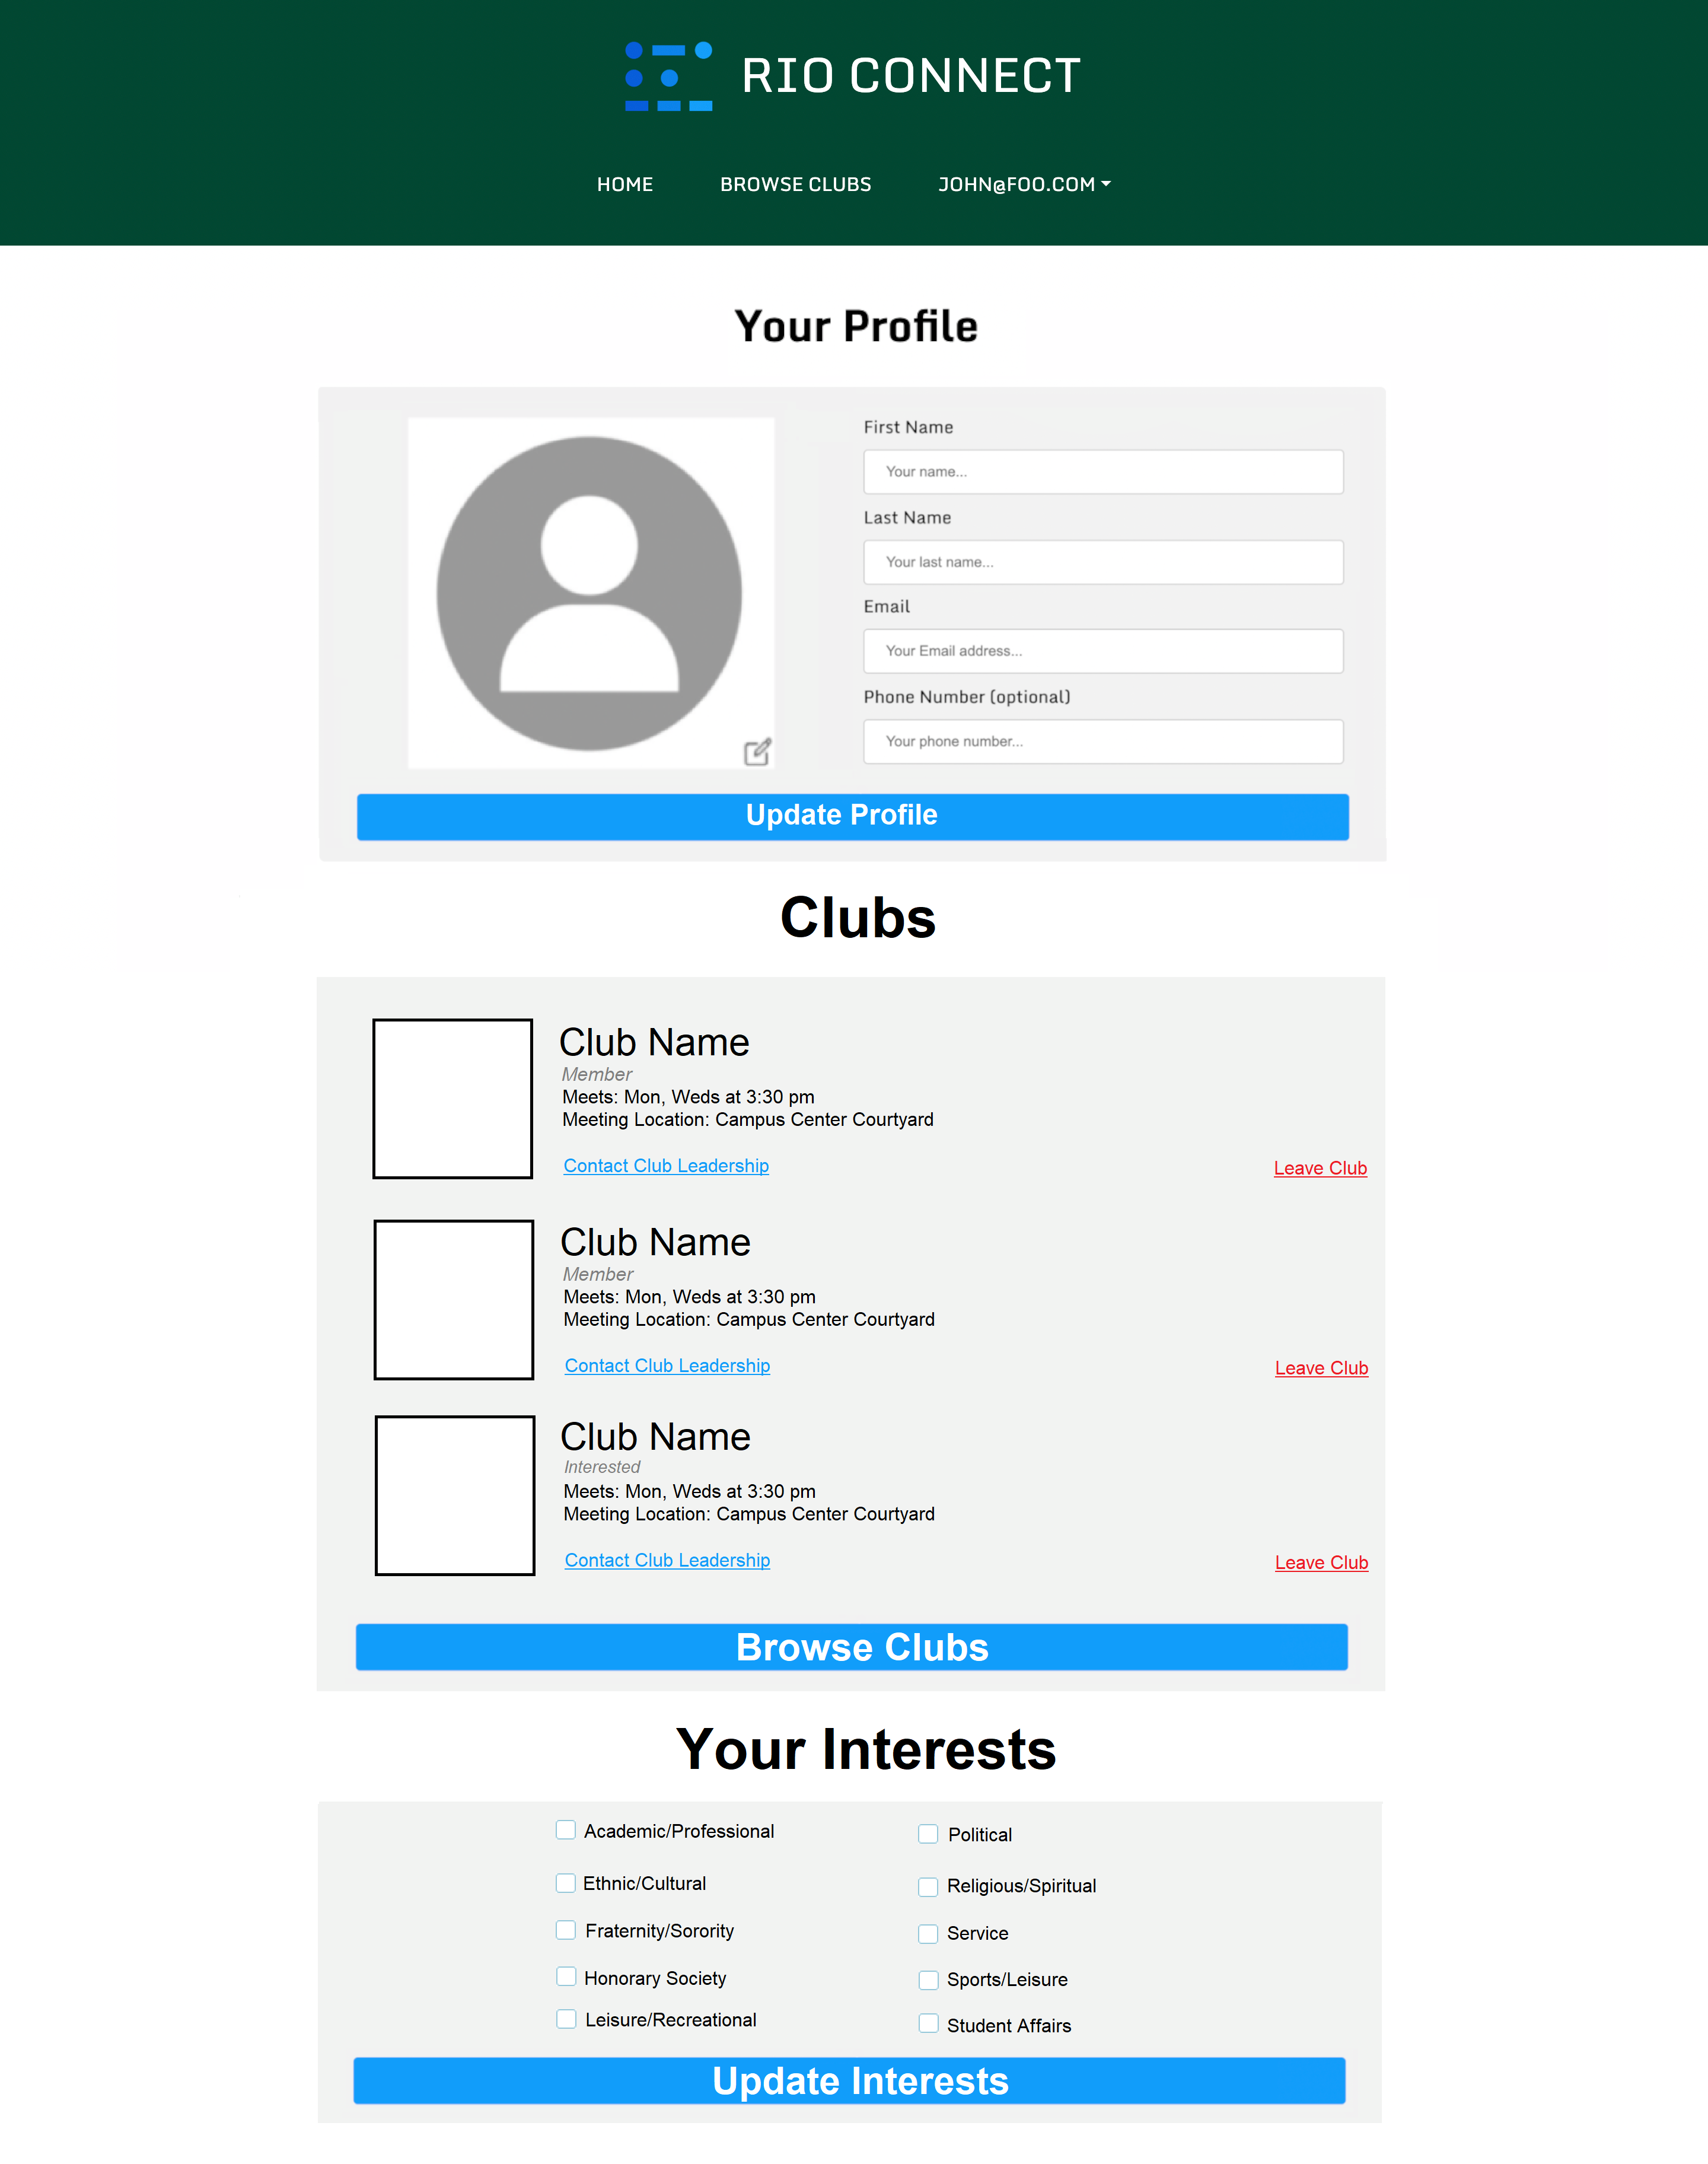 RIO CONNECT
HOME BROWSE CLUBS JOHN@FOO.COM
Your Profile
First Name
Your name...
Last Name
Your last name...
Email
Your Email address...
Phone Number (optional)
Your phone number...
Update Profile
Clubs
Club Name
Member
Meets: Mon, Weds at 3:30 pm
Meeting Location: Campus Center Courtyard
Contact Club Leadership Leave Club
Club Name
Member
Meets: Mon, Weds at 3:30 pm
Meeting Location: Campus Center Courtyard
Contact Club Leadership Leave Club
Club Name
Interested
Meets: Mon, Weds at 3:30 pm
Meeting Location: Campus Center Courtyard
Contact Club Leadership Leave Club
Browse Clubs
Your Interests
Academic/Professional Political
Ethnic/Cultural Religious/Spiritual
Fraternity/Sorority Service
Honorary Society Sports/Leisure
Leisure/Recreational Student Affairs
Update Interests